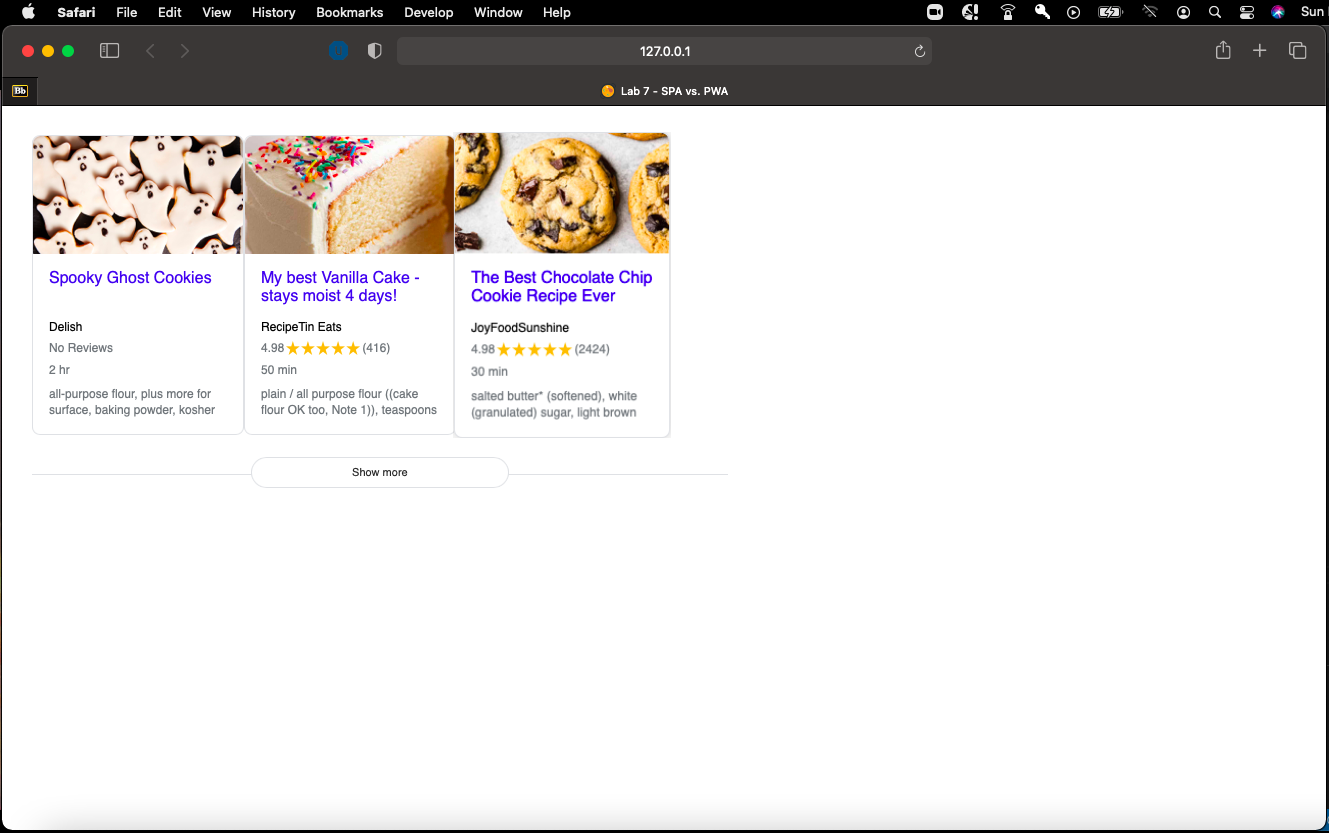 Safari File Edit View History Bookmarks Develop Window Help Sun
127.0.0.1
Bb
Lab 7 - SPA vs. PWA
Spooky Ghost Cookies
Delish
No Reviews
2 hr
all-purpose flour, plus more for
surface, baking powder, kosher
My best Vanilla Cake -
stays moist 4 days!
RecipeTin Eats
4.98 ★★★★★ (416)
50 min
plain / all purpose flour ((cake
flour OK too, Note 1)), teaspoons
The Best Chocolate Chip
Cookie Recipe Ever
JoyFoodSunshine
4.98 ★★★★★ (2424)
30 min
salted butter* (softened), white
(granulated) sugar, light brown
Show more